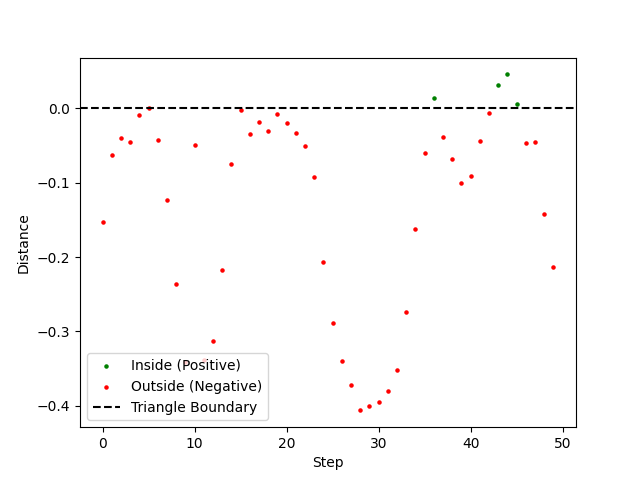 0.0
−0.1
−0.2
−0.3
−0.4
Distance
Inside (Positive)
Outside (Negative)
Triangle Boundary
0 10 20 30 40 50
Step